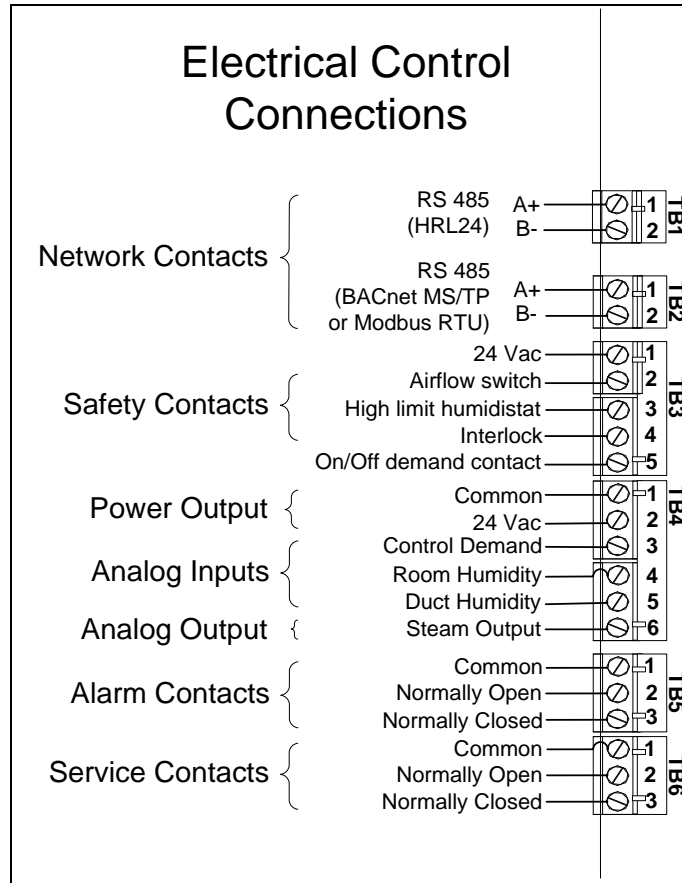 Electrical Control
Connections
Network Contacts
RS 485
(HRL24)
A+ 1
B- 2
TB1
RS 485
(BACnet MS/TP
or Modbus RTU)
A+ 1
B- 2
TB2
Safety Contacts
24 Vac 1
Airflow switch 2
High limit humidistat 3
Interlock 4
On/Off demand contact 5
TB3
Power Output
Common 1
24 Vac 2
Analog Inputs
Control Demand 3
Room Humidity 4
Duct Humidity 5
Analog Output
Steam Output 6
TB4
Alarm Contacts
Common 1
Normally Open 2
Normally Closed 3
TB5
Service Contacts
Common 1
Normally Open 2
Normally Closed 3
TB6